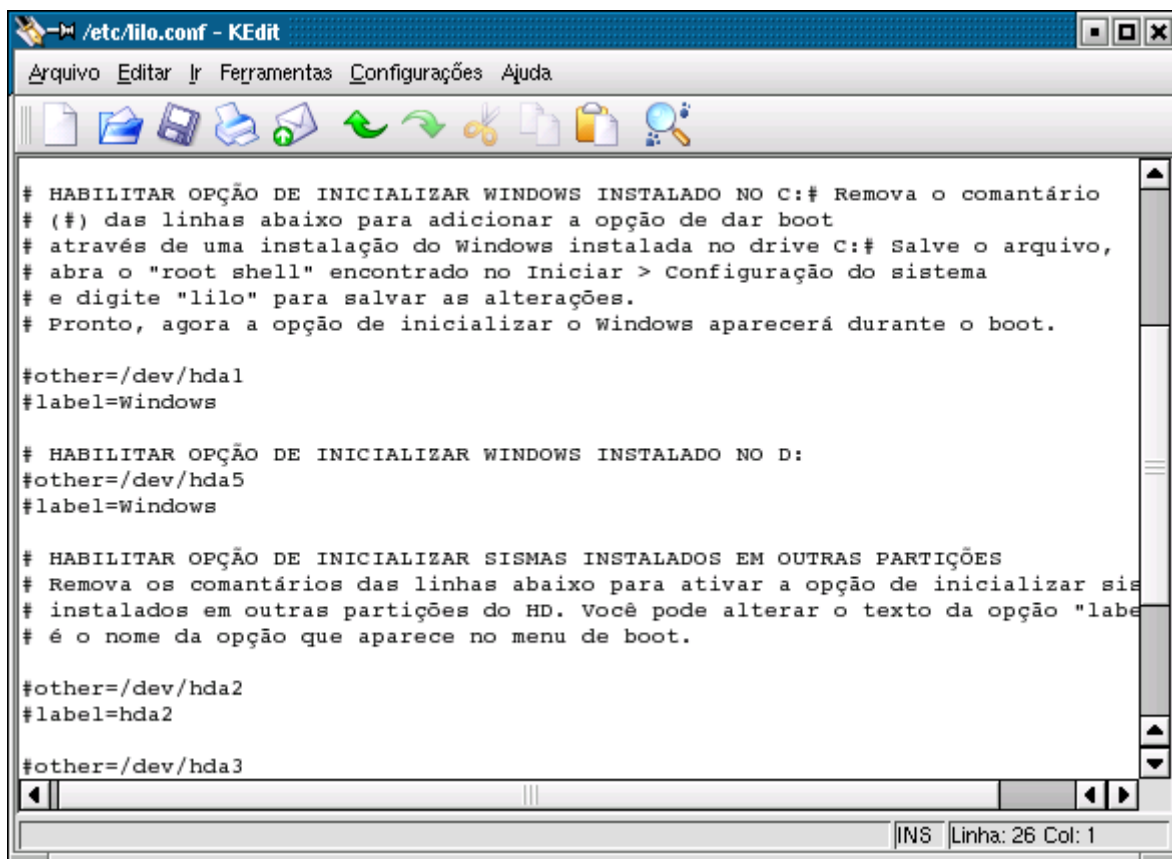 /etc/lilo.conf - KEdit
Arquivo Editar Ir Ferramentas Configurações Ajuda
# HABILITAR OPÇÃO DE INICIALIZAR WINDOWS INSTALADO NO C:# Remova o comantário
# (#) das linhas abaixo para adicionar a opção de dar boot
# através de uma instalação do Windows instalada no drive C:# Salve o arquivo,
# abra o "root shell" encontrado no Iniciar > Configuração do sistema
# e digite "lilo" para salvar as alterações.
# Pronto, agora a opção de inicializar o Windows aparecerá durante o boot.
#other=/dev/hda1
#label=Windows
# HABILITAR OPÇÃO DE INICIALIZAR WINDOWS INSTALADO NO D:
#other=/dev/hda5
#label=Windows
# HABILITAR OPÇÃO DE INICIALIZAR SISMAS INSTALADOS EM OUTRAS PARTIÇÕES
# Remova os comantários das linhas abaixo para ativar a opção de inicializar sis
# instalados em outras partições do HD. Você pode alterar o texto da opção "labe
# é o nome da opção que aparece no menu de boot.
#other=/dev/hda2
#label=hda2
#other=/dev/hda3
INS Linha: 26 Col: 1